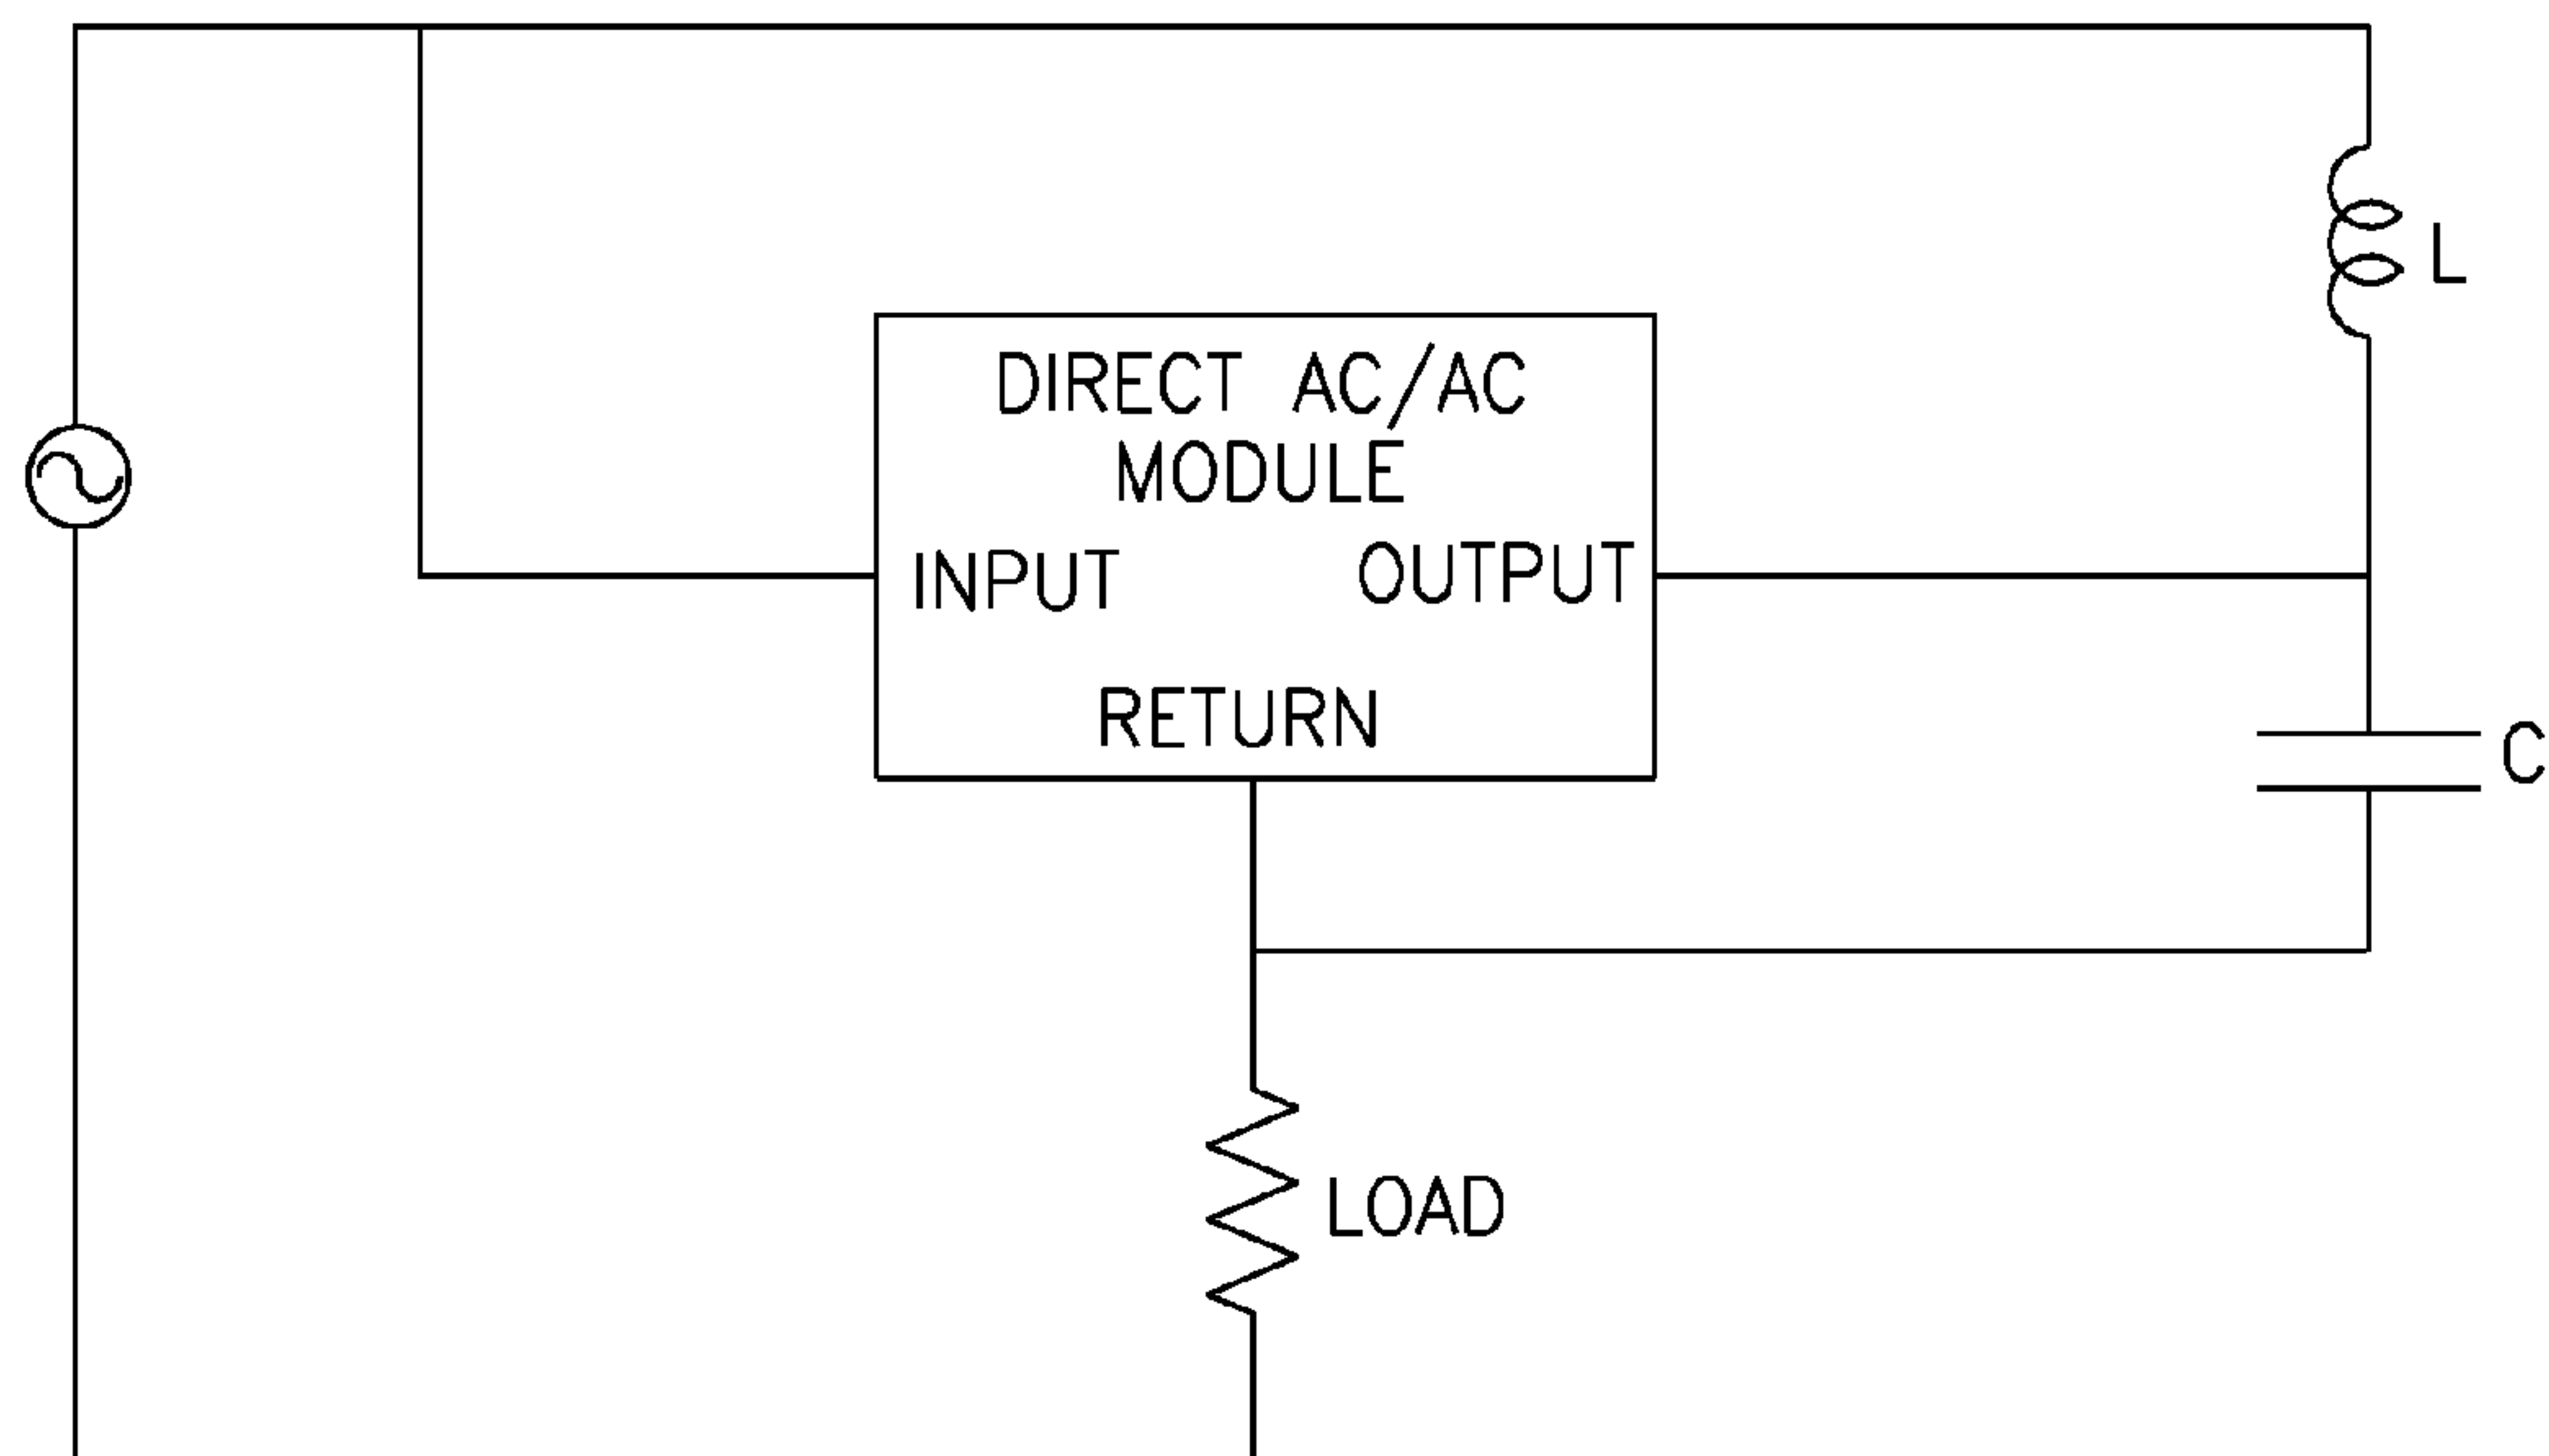 L
DIRECT AC/AC
MODULE
INPUT
OUTPUT
RETURN
C
LOAD